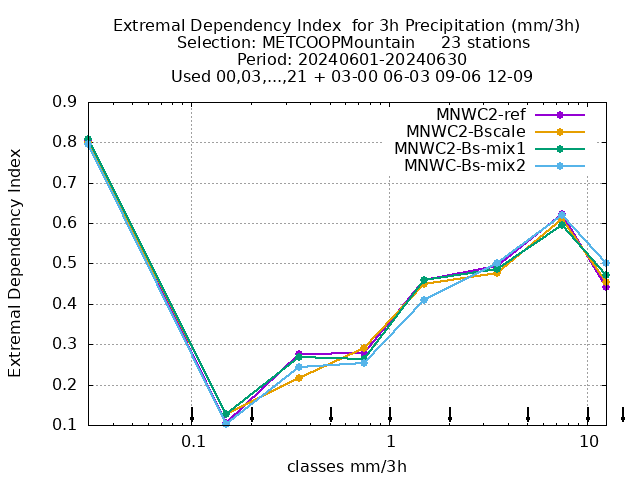 Extremal Dependency Index  for 3h Precipitation (mm/3h)
Selection: METCOOPMountain     23 stations
Period: 20240601-20240630
Used 00,03,...,21 + 03-00 06-03 09-06 12-09
MNWC2-ref
MNWC2-Bscale
MNWC2-Bs-mix1
MNWC-Bs-mix2
Extremal Dependency Index
0.9
0.8
0.7
0.6
0.5
0.4
0.3
0.2
0.1
0.1 1 10
classes mm/3h